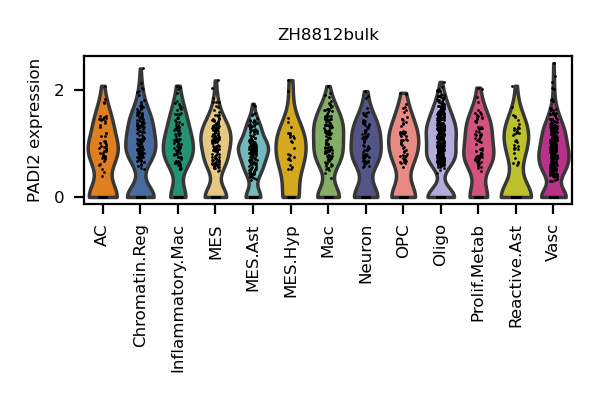 ZH8812bulk
PADI2 expression
2
0
AC
Chromatin.Reg
Inflammatory.Mac
MES
MES.Ast
MES.Hyp
Mac
Neuron
OPC
Oligo
Prolif.Metab
Reactive.Ast
Vasc